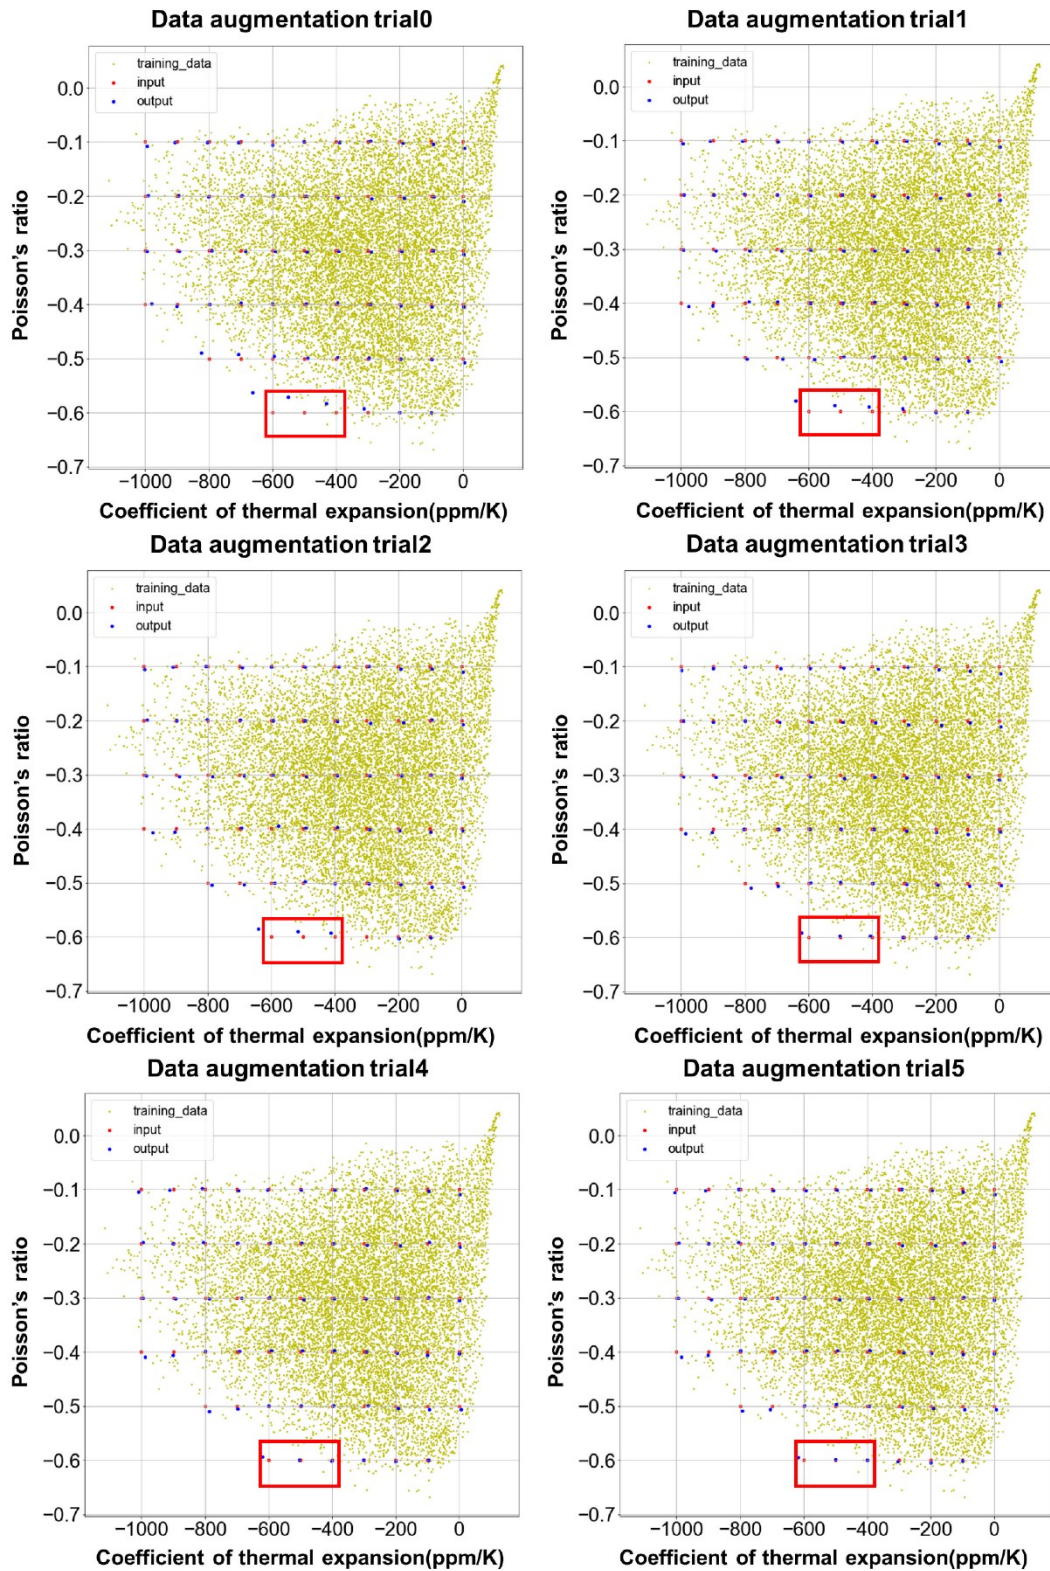 Data augmentation trial0
training_data
input
output
0.0
−0.1
−0.2
−0.3
−0.4
−0.5
−0.6
−0.7
Poisson's ratio
−1000 −800 −600 −400 −200 0
Coefficient of thermal expansion(ppm/K)
Data augmentation trial1
training_data
input
output
0.0
−0.1
−0.2
−0.3
−0.4
−0.5
−0.6
−0.7
Poisson's ratio
−1000 −800 −600 −400 −200 0
Coefficient of thermal expansion(ppm/K)
Data augmentation trial2
training_data
input
output
0.0
−0.1
−0.2
−0.3
−0.4
−0.5
−0.6
−0.7
Poisson's ratio
−1000 −800 −600 −400 −200 0
Coefficient of thermal expansion(ppm/K)
Data augmentation trial3
training_data
input
output
0.0
−0.1
−0.2
−0.3
−0.4
−0.5
−0.6
−0.7
Poisson's ratio
−1000 −800 −600 −400 −200 0
Coefficient of thermal expansion(ppm/K)
Data augmentation trial4
training_data
input
output
0.0
−0.1
−0.2
−0.3
−0.4
−0.5
−0.6
−0.7
Poisson's ratio
−1000 −800 −600 −400 −200 0
Coefficient of thermal expansion(ppm/K)
Data augmentation trial5
training_data
input
output
0.0
−0.1
−0.2
−0.3
−0.4
−0.5
−0.6
−0.7
Poisson's ratio
−1000 −800 −600 −400 −200 0
Coefficient of thermal expansion(ppm/K)